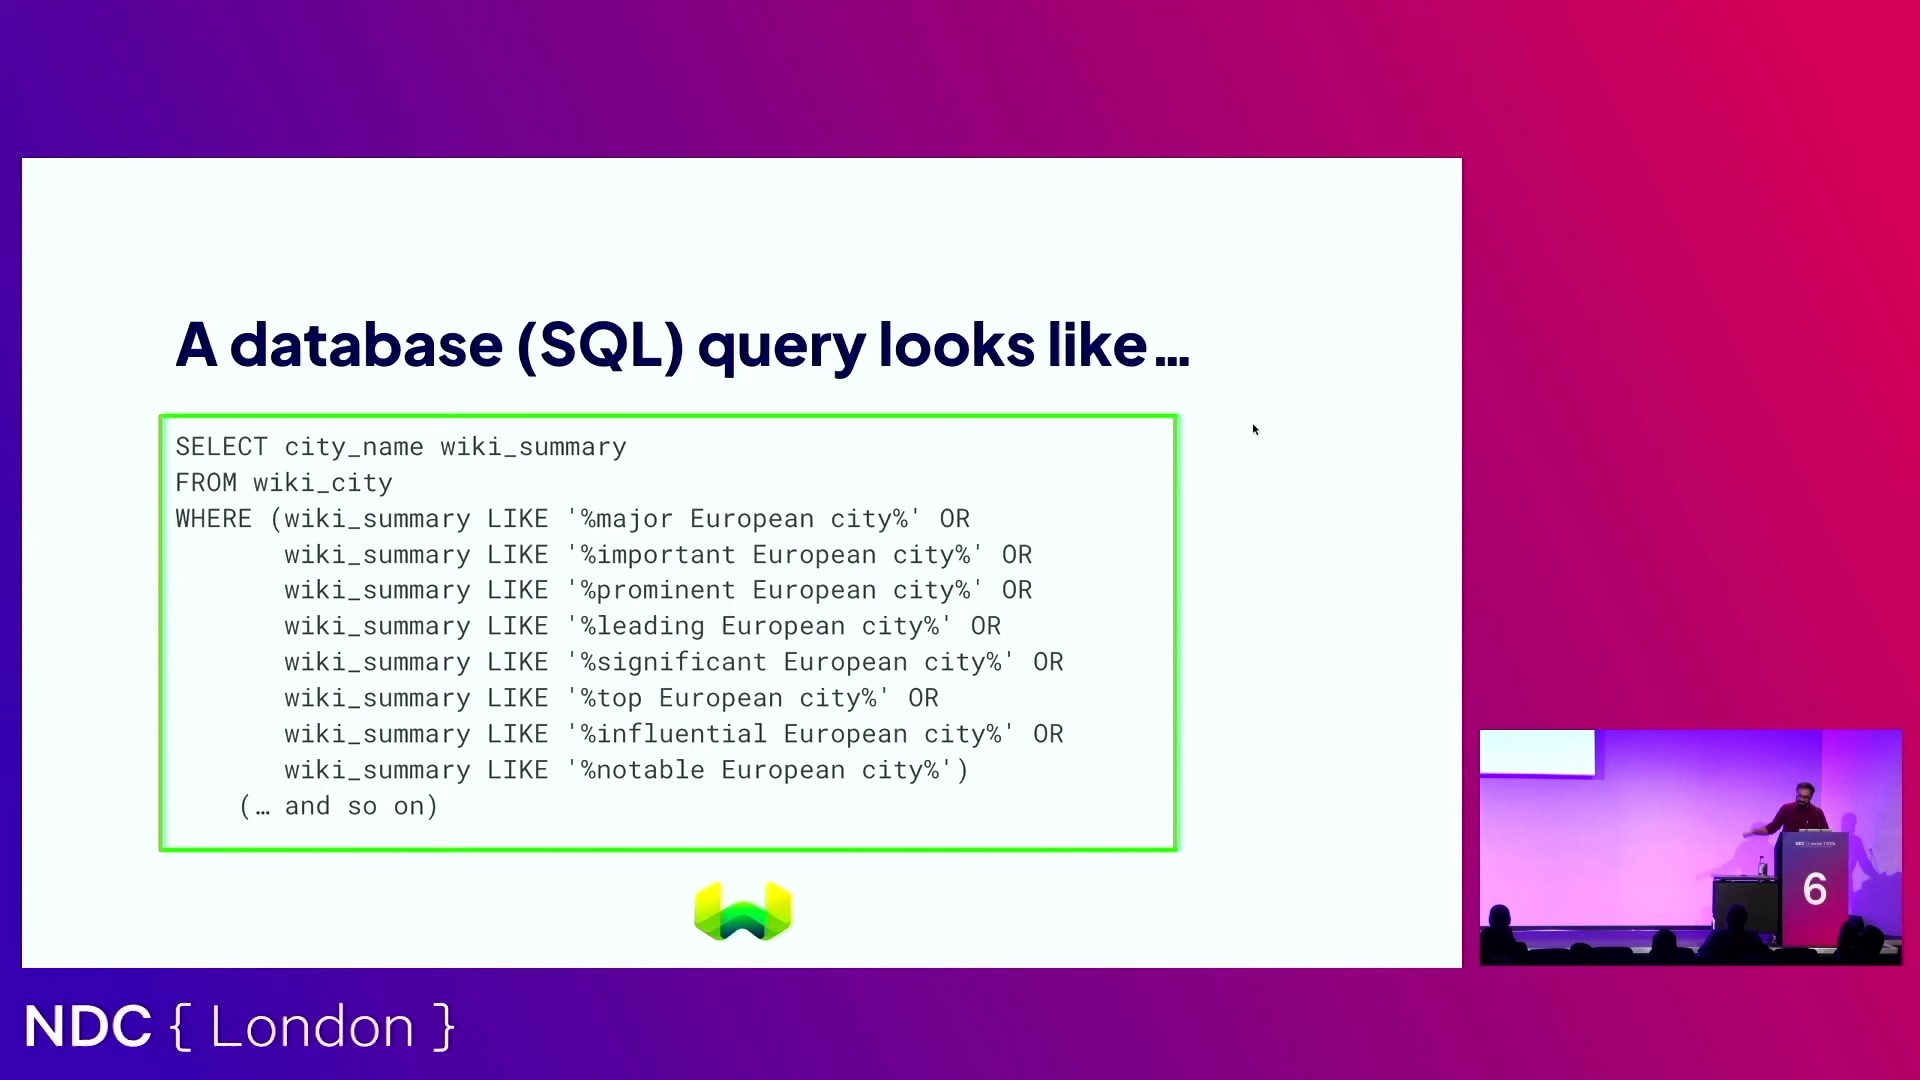 A database (SQL) query looks like...
SELECT city_name wiki_summary
FROM wiki_city
WHERE (wiki_summary LIKE '%major European city%' OR
wiki_summary LIKE '%important European city%' OR
wiki_summary LIKE '%prominent European city%' OR
wiki_summary LIKE '%leading European city%' OR
wiki_summary LIKE '%significant European city%' OR
wiki_summary LIKE '%top European city%' OR
wiki_summary LIKE '%influential European city%' OR
wiki_summary LIKE '%notable European city%')
(… and so on)
6
NDC { London }